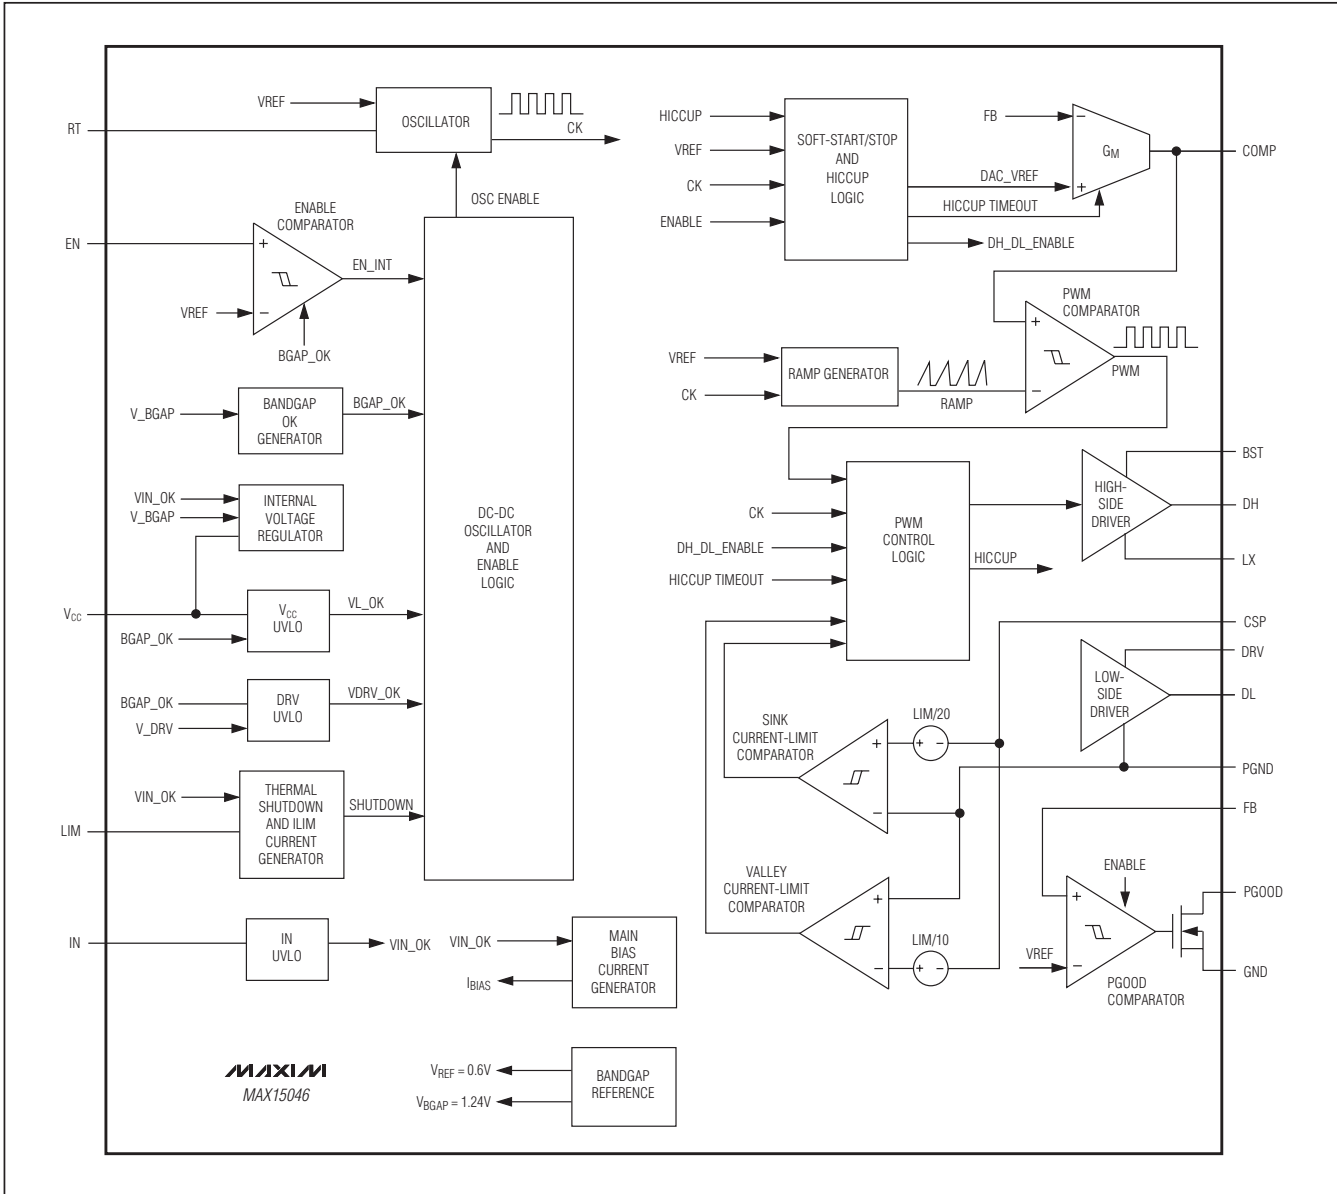 VREF
RT
OSCILLATOR
CK
OSC ENABLE
ENABLE
COMPARATOR
EN
+
EN_INT
VREF
−
BGAP_OK
V_BGAP
BANDGAP
OK
GENERATOR
BGAP_OK
VIN_OK
V_BGAP
INTERNAL
VOLTAGE
REGULATOR
DC-DC
OSCILLATOR
AND
ENABLE
LOGIC
VCC
VCC
UVLO
VL_OK
BGAP_OK
BGAP_OK
V_DRV
DRV
UVLO
VDRV_OK
VIN_OK
LIM
THERMAL
SHUTDOWN
AND ILIM
CURRENT
GENERATOR
SHUTDOWN
IN
IN
UVLO
VIN_OK
VIN_OK
IBIAS
MAIN
BIAS
CURRENT
GENERATOR
MAXIM
MAX15046
VREF = 0.6V
VBGAP = 1.24V
BANDGAP
REFERENCE
HICCUP
VREF
CK
ENABLE
SOFT-START/STOP
AND
HICCUP
LOGIC
FB
−
GM
+
COMP
DAC_VREF
HICCUP TIMEOUT
DH_DL_ENABLE
PWM
COMPARATOR
+
−
PWM
VREF
CK
RAMP GENERATOR
RAMP
CK
DH_DL_ENABLE
HICCUP TIMEOUT
PWM
CONTROL
LOGIC
HICCUP
HIGH-
SIDE
DRIVER
BST
DH
LX
CSP
DRV
LOW-
SIDE
DRIVER
DL
PGND
SINK
CURRENT-LIMIT
COMPARATOR
+
−
LIM/20
+ −
VALLEY
CURRENT-LIMIT
COMPARATOR
+
−
LIM/10
+ −
FB
ENABLE
+
VREF
−
PGOOD
COMPARATOR
PGOOD
GND